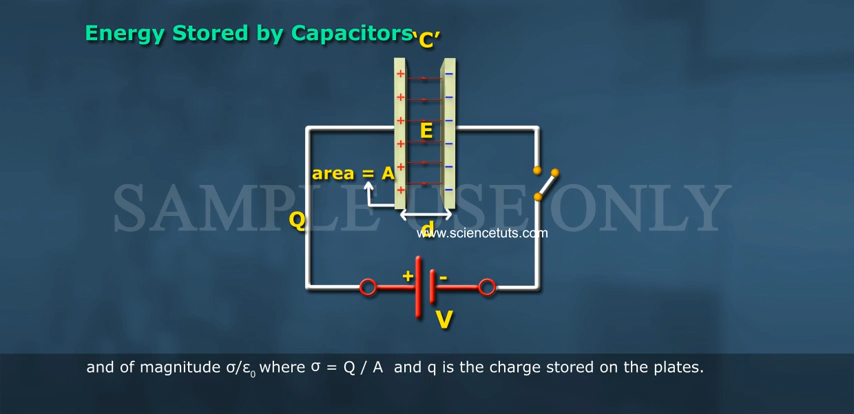 Energy Stored by Capacitors
‘C’
+ −
+ −
+ E −
+ −
area = A + −
+ −
SAMPLE USE ONLY
Q
d
www.sciencetuts.com
+ -
V
and of magnitude σ/ε₀ where σ = Q / A and q is the charge stored on the plates.